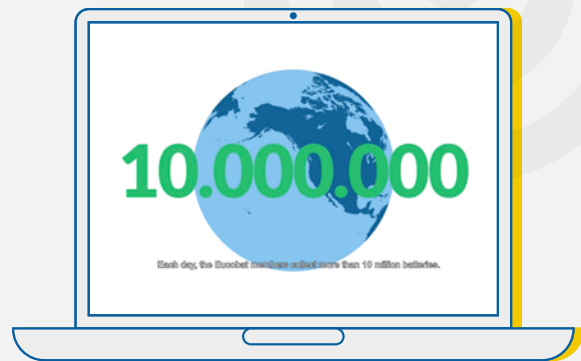 10.000.000
Each day, the Eucobat members collect more than 10 million batteries.